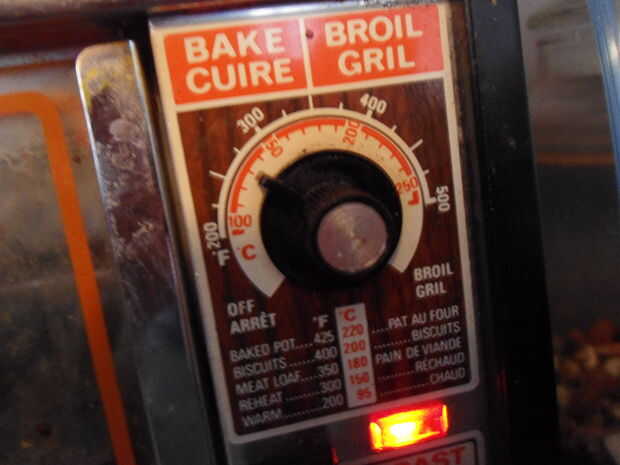 BAKE
CUIRE
BROIL
GRIL
200 300 400 500
°F
100 50 200 250
°C
OFF
ARRÊT
BROIL
GRIL
°F °C
BAKED POT....425 220 ....PAT AU FOUR
BISCUITS........400 200 ........BISCUITS
MEAT LOAF....350 180 PAIN DE VIANDE
REHEAT.........300 150 .........RÉCHAUD
WARM..........200 95 ..........CHAUD